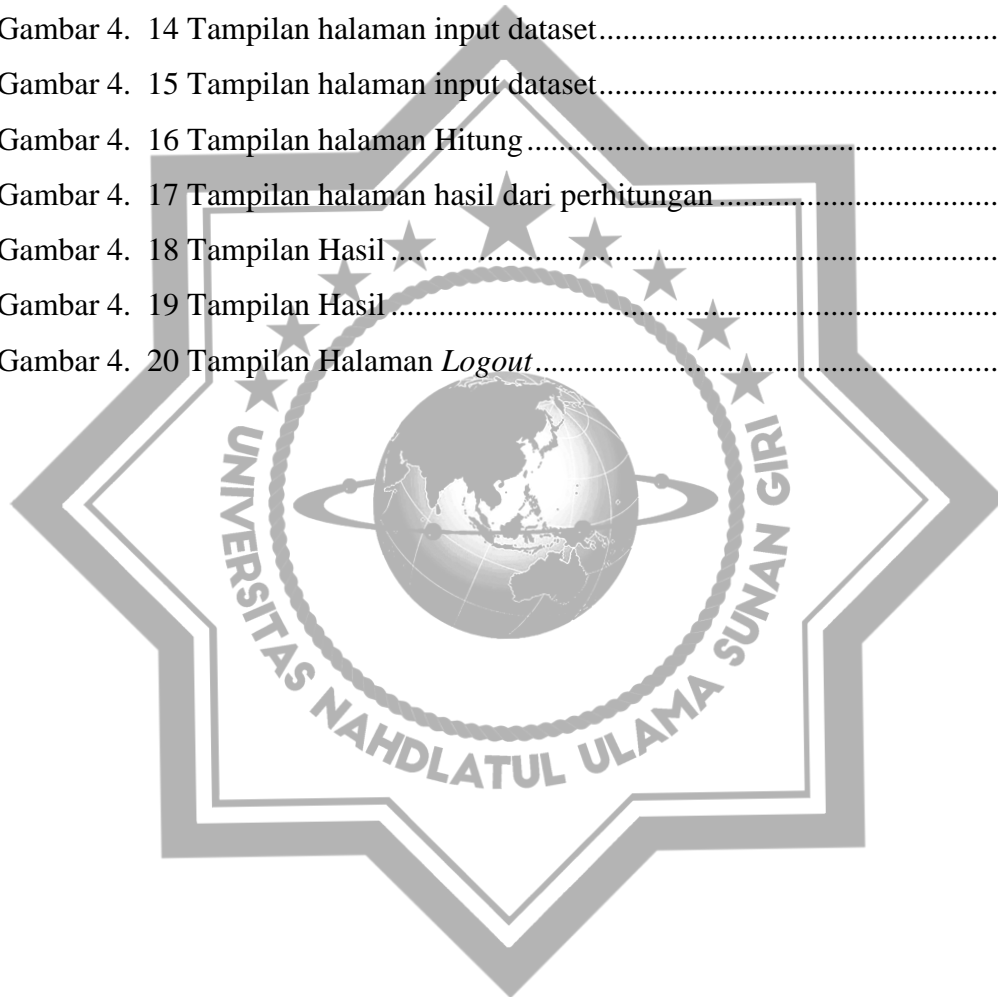 Gambar 4.  14 Tampilan halaman input dataset..................................................
Gambar 4.  15 Tampilan halaman input dataset..................................................
Gambar 4.  16 Tampilan halaman Hitung...........................................................
Gambar 4.  17 Tampilan halaman hasil dari perhitungan...................................
Gambar 4.  18 Tampilan Hasil............................................................................
Gambar 4.  19 Tampilan Hasil............................................................................
Gambar 4.  20 Tampilan Halaman Logout..........................................................
UNIVERSITAS NAHDLATUL ULAMA SUNAN GIRI